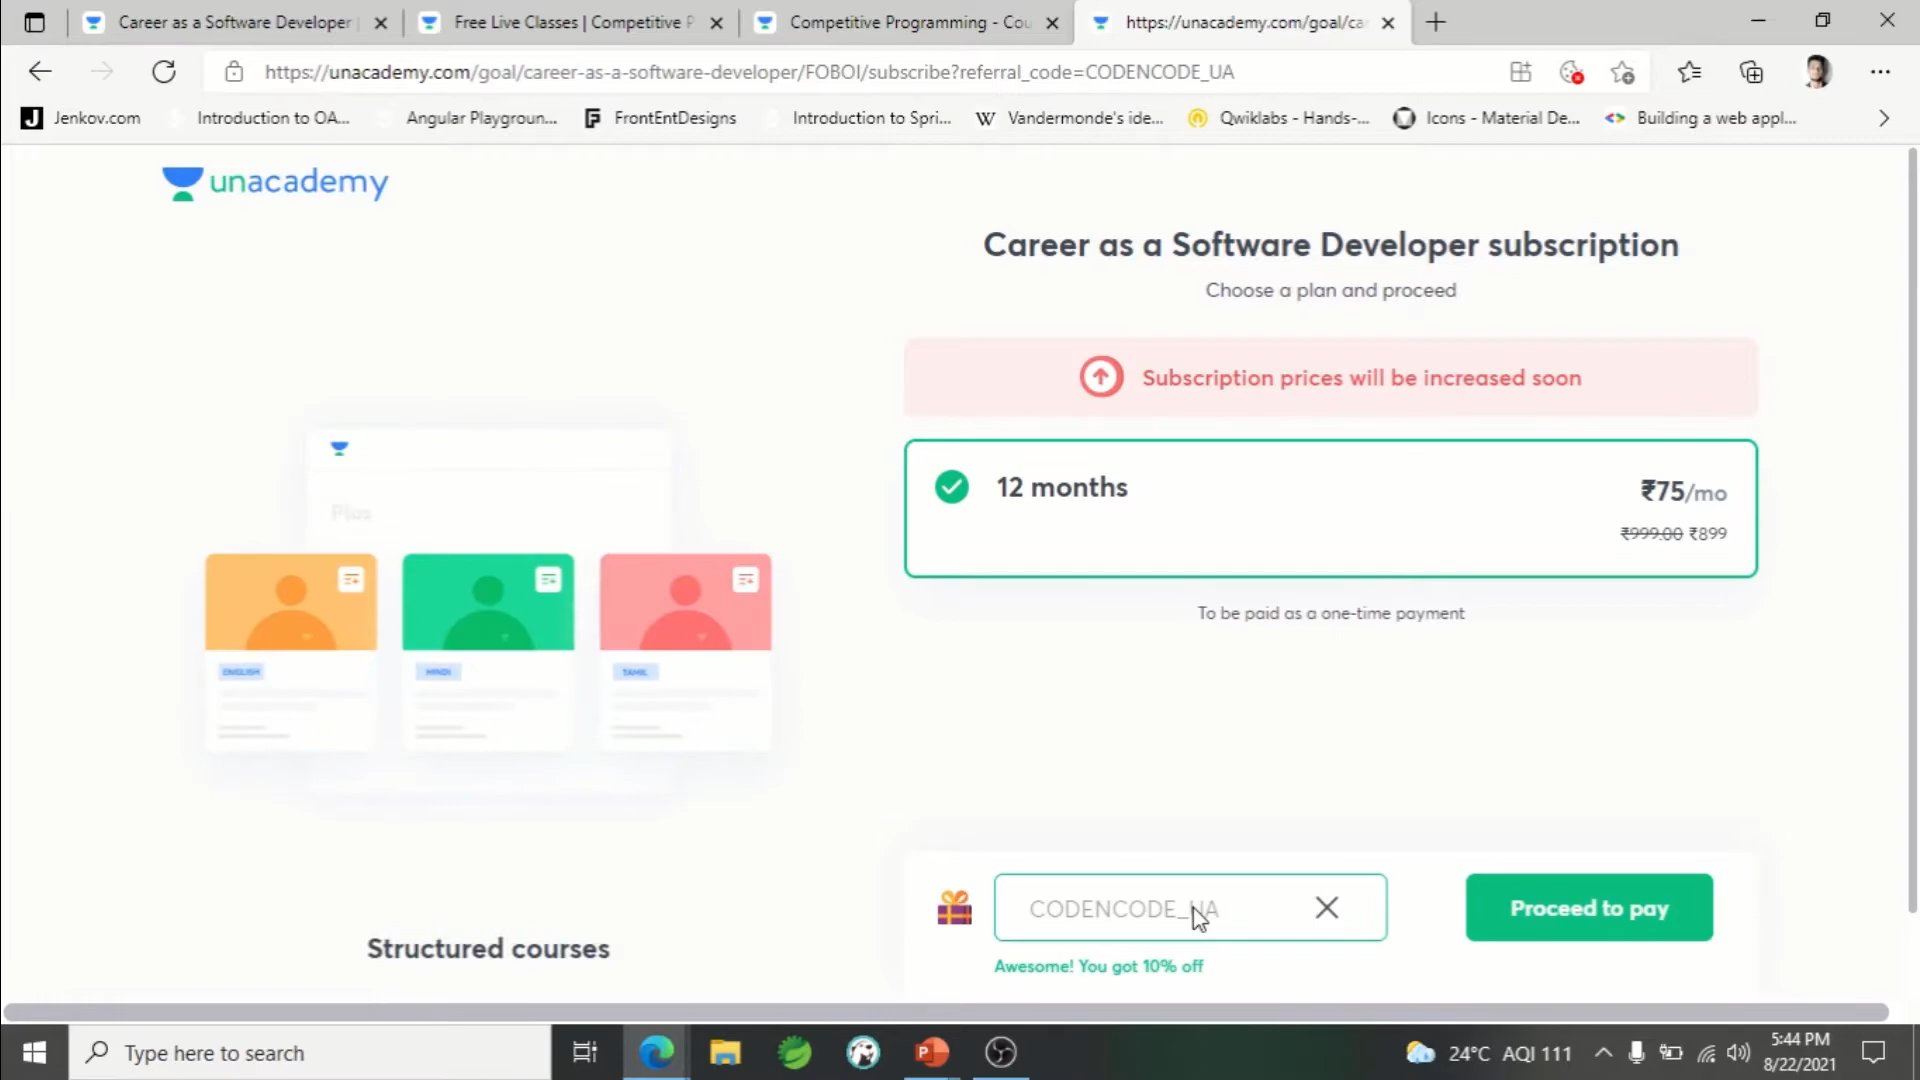 Career as a Software Developer
Free Live Classes | Competitive P
Competitive Programming - Cou
https://unacademy.com/goal/ca
https://unacademy.com/goal/career-as-a-software-developer/FOBOI/subscribe?referral_code=CODENCODE_UA
J Jenkov.com
Introduction to OA...
Angular Playgroun...
FrontEntDesigns
Introduction to Spri...
W Vandermonde's ide...
Qwiklabs - Hands-...
Icons - Material De...
Building a web appl...
unacademy
Career as a Software Developer subscription
Choose a plan and proceed
Subscription prices will be increased soon
12 months
₹75/mo
₹999.00 ₹899
To be paid as a one-time payment
Plus
ENGLISH
HINDI
TAMIL
Structured courses
CODENCODE_UA
Proceed to pay
Awesome! You got 10% off
Type here to search
24°C AQI 111
5:44 PM
8/22/2021